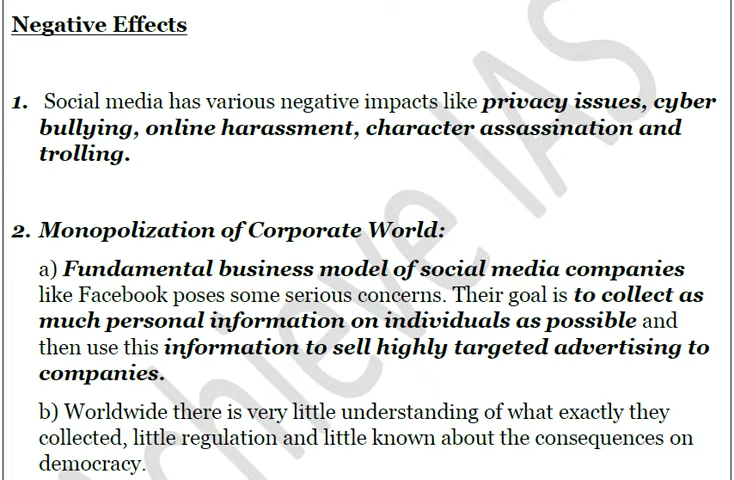 Negative Effects
1. Social media has various negative impacts like privacy issues, cyber
bullying, online harassment, character assassination and
trolling.
2. Monopolization of Corporate World:
a) Fundamental business model of social media companies
like Facebook poses some serious concerns. Their goal is to collect as
much personal information on individuals as possible and
then use this information to sell highly targeted advertising to
companies.
b) Worldwide there is very little understanding of what exactly they
collected, little regulation and little known about the consequences on
democracy.
Achieve IAS